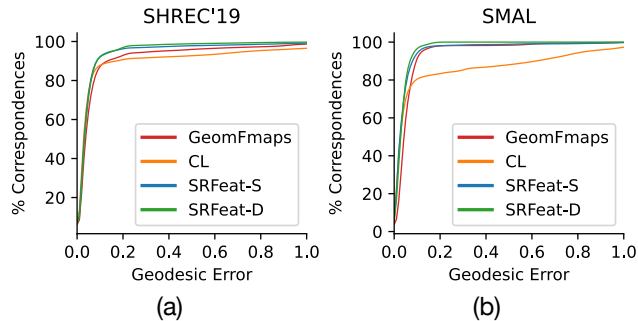 SHREC'19
% Correspondences
100
80
60
40
20
GeomFmaps
CL
SRFeat-S
SRFeat-D
0.0 0.2 0.4 0.6 0.8 1.0
Geodesic Error
(a)
SMAL
% Correspondences
100
80
60
40
20
0
GeomFmaps
CL
SRFeat-S
SRFeat-D
0.0 0.2 0.4 0.6 0.8 1.0
Geodesic Error
(b)